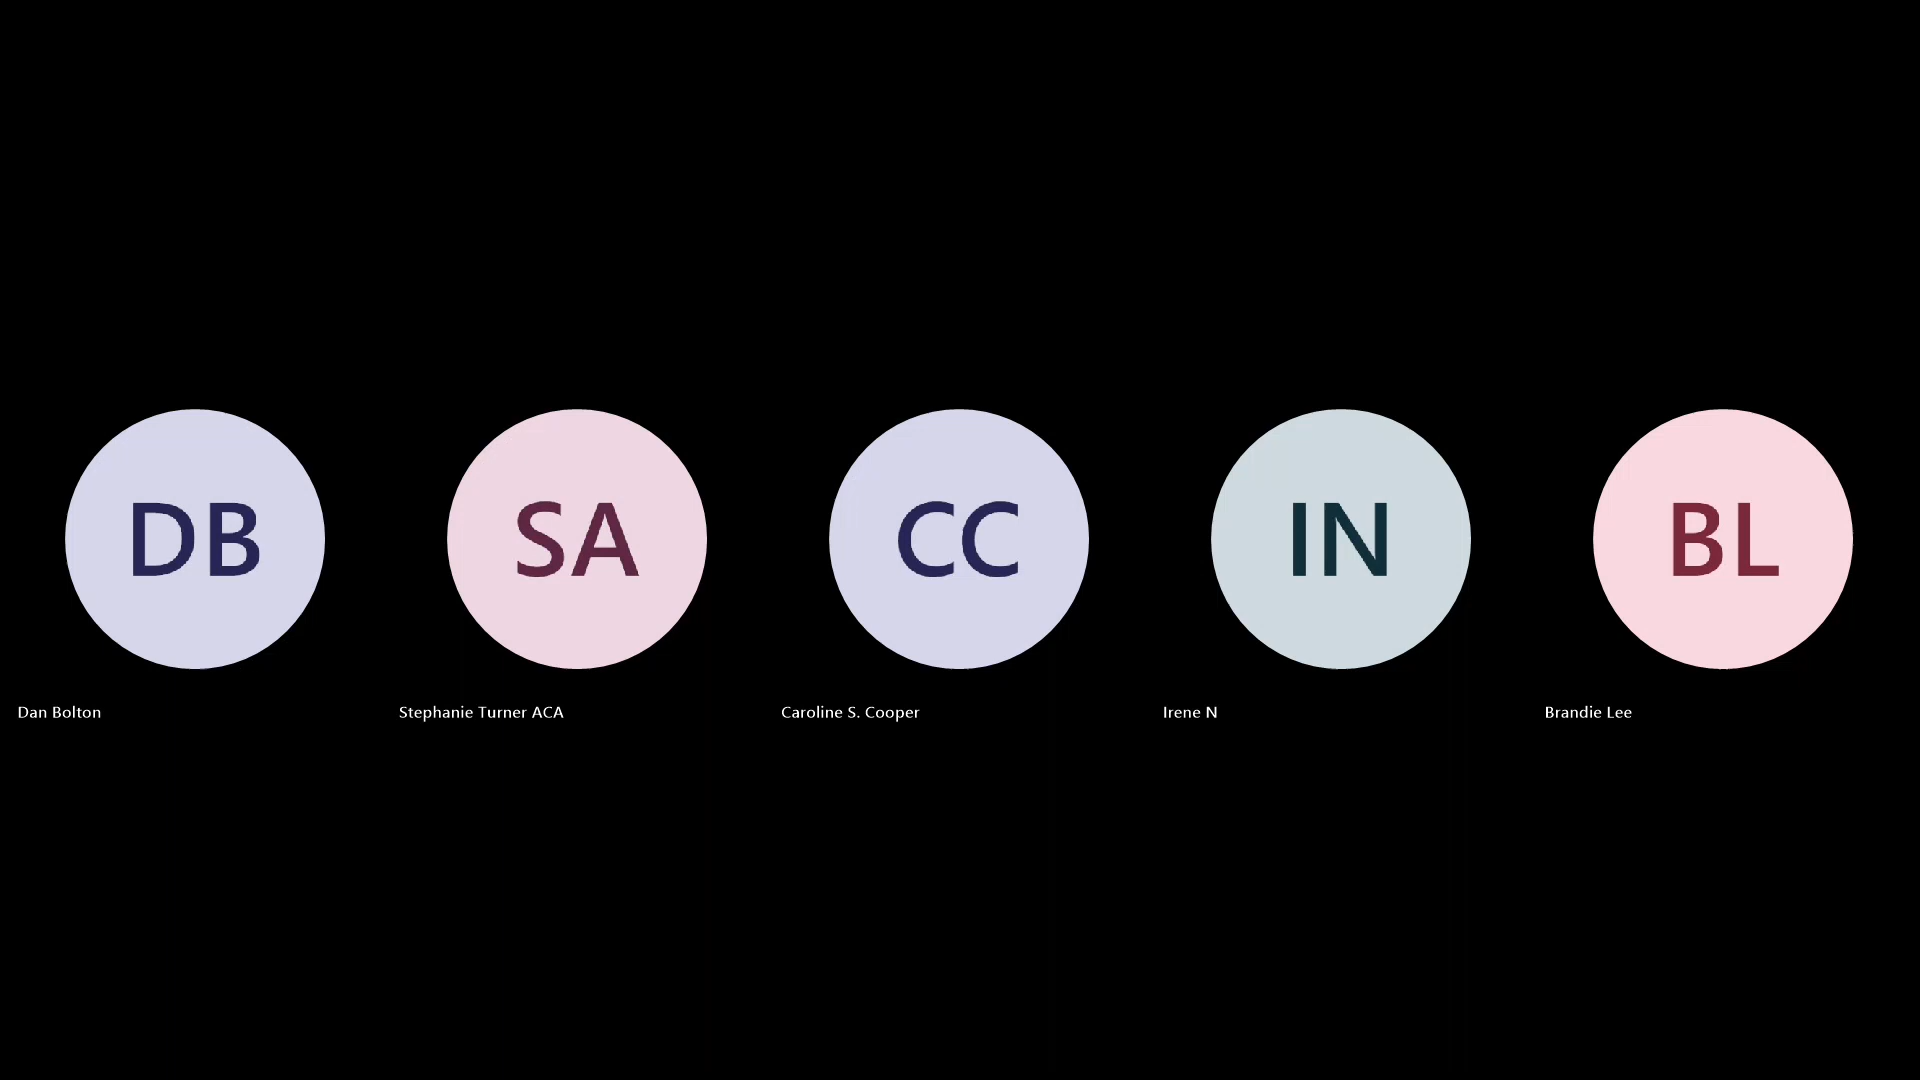 DB
SA
CC
IN
BL
Dan Bolton
Stephanie Turner ACA
Caroline S. Cooper
Irene N
Brandie Lee